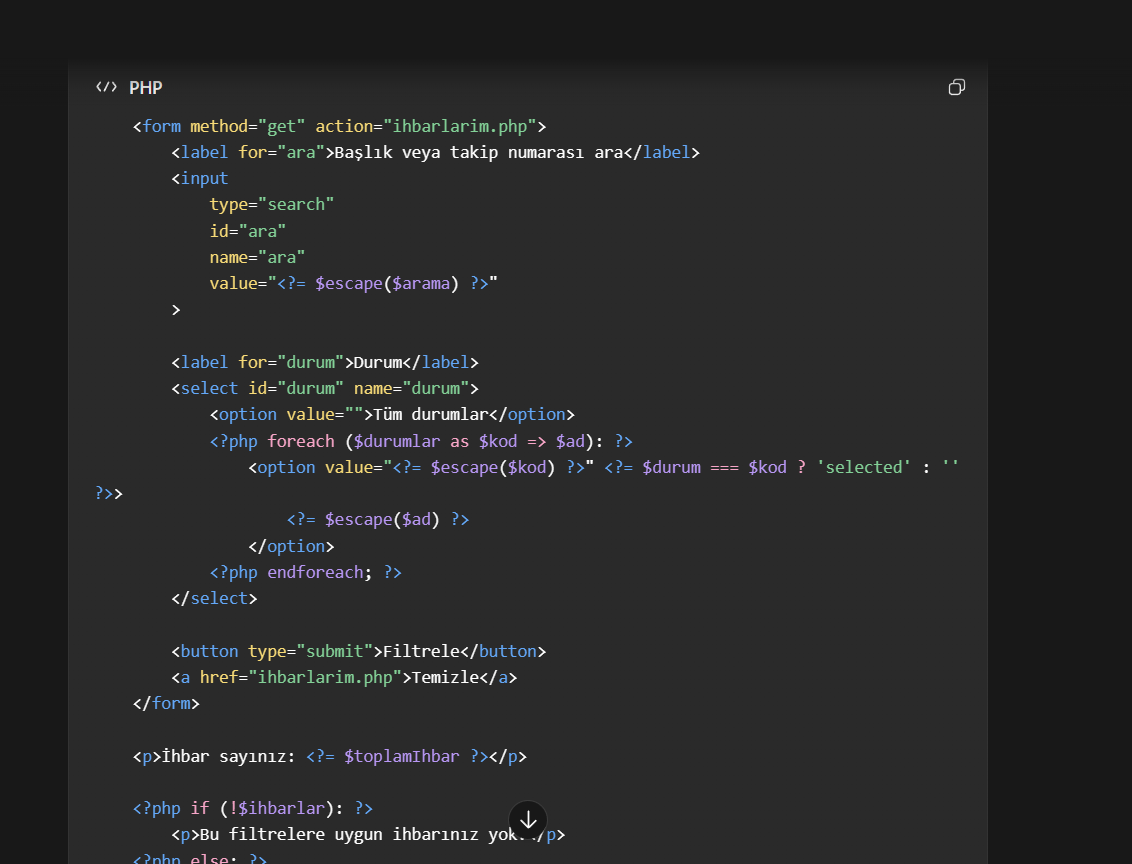 PHP
<form method="get" action="ihbarlarim.php">
<label for="ara">Başlık veya takip numarası ara</label>
<input
type="search"
id="ara"
name="ara"
value="<?= $escape($arama) ?>"
>
<label for="durum">Durum</label>
<select id="durum" name="durum">
<option value="">Tüm durumlar</option>
<?php foreach ($durumlar as $kod => $ad): ?>
<option value="<?= $escape($kod) ?>" <?= $durum === $kod ? 'selected' : ''
?>>
<?= $escape($ad) ?>
</option>
<?php endforeach; ?>
</select>
<button type="submit">Filtrele</button>
<a href="ihbarlarim.php">Temizle</a>
</form>
<p>İhbar sayınız: <?= $toplamIhbar ?></p>
<?php if (!$ihbarlar): ?>
<p>Bu filtrelere uygun ihbarınız yok.</p>
<?php else: ?>